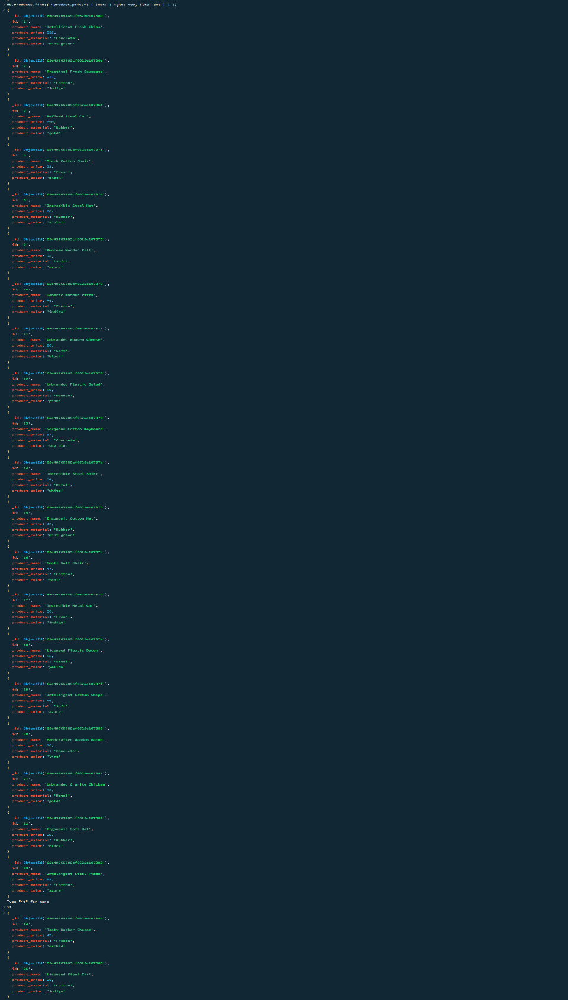 > db.Products.find({ "product_price": { $not: { $gte: 400, $lte: 600 } } })
< {
_id: ObjectId('65e49765789cf0625e10736d'),
id: '1',
product_name: 'Intelligent Fresh Chips',
product_price: 655,
product_material: 'Concrete',
product_color: 'mint green'
}
{
_id: ObjectId('65e49765789cf0625e10736e'),
id: '2',
product_name: 'Practical Fresh Sausages',
product_price: 911,
product_material: 'Cotton',
product_color: 'indigo'
}
{
_id: ObjectId('65e49765789cf0625e10736f'),
id: '3',
product_name: 'Refined Steel Car',
product_price: 690,
product_material: 'Rubber',
product_color: 'gold'
}
{
_id: ObjectId('65e49765789cf0625e107371'),
id: '5',
product_name: 'Sleek Cotton Chair',
product_price: 33,
product_material: 'Fresh',
product_color: 'black'
}
{
_id: ObjectId('65e49765789cf0625e107374'),
id: '8',
product_name: 'Incredible Steel Hat',
product_price: 78,
product_material: 'Rubber',
product_color: 'violet'
}
{
_id: ObjectId('65e49765789cf0625e107375'),
id: '9',
product_name: 'Awesome Wooden Ball',
product_price: 28,
product_material: 'Soft',
product_color: 'azure'
}
{
_id: ObjectId('65e49765789cf0625e107376'),
id: '10',
product_name: 'Generic Wooden Pizza',
product_price: 84,
product_material: 'Frozen',
product_color: 'indigo'
}
{
_id: ObjectId('65e49765789cf0625e107377'),
id: '11',
product_name: 'Unbranded Wooden Cheese',
product_price: 26,
product_material: 'Soft',
product_color: 'black'
}
{
_id: ObjectId('65e49765789cf0625e107378'),
id: '12',
product_name: 'Unbranded Plastic Salad',
product_price: 89,
product_material: 'Wooden',
product_color: 'pink'
}
{
_id: ObjectId('65e49765789cf0625e107379'),
id: '13',
product_name: 'Gorgeous Cotton Keyboard',
product_price: 37,
product_material: 'Concrete',
product_color: 'sky blue'
}
{
_id: ObjectId('65e49765789cf0625e10737a'),
id: '14',
product_name: 'Incredible Steel Shirt',
product_price: 54,
product_material: 'Metal',
product_color: 'white'
}
{
_id: ObjectId('65e49765789cf0625e10737b'),
id: '15',
product_name: 'Ergonomic Cotton Hat',
product_price: 43,
product_material: 'Rubber',
product_color: 'mint green'
}
{
_id: ObjectId('65e49765789cf0625e10737c'),
id: '16',
product_name: 'Small Soft Chair',
product_price: 47,
product_material: 'Cotton',
product_color: 'teal'
}
{
_id: ObjectId('65e49765789cf0625e10737d'),
id: '17',
product_name: 'Incredible Metal Car',
product_price: 36,
product_material: 'Fresh',
product_color: 'indigo'
}
{
_id: ObjectId('65e49765789cf0625e10737e'),
id: '18',
product_name: 'Licensed Plastic Bacon',
product_price: 88,
product_material: 'Steel',
product_color: 'yellow'
}
{
_id: ObjectId('65e49765789cf0625e10737f'),
id: '19',
product_name: 'Intelligent Cotton Chips',
product_price: 46,
product_material: 'Soft',
product_color: 'azure'
}
{
_id: ObjectId('65e49765789cf0625e107380'),
id: '20',
product_name: 'Handcrafted Wooden Bacon',
product_price:
product_material: 'Concrete',
product_color: 'lime'
}
{
_id: ObjectId('65e49765789cf0625e107381'),
id: '21',
product_name: 'Unbranded Granite Chicken',
product_price: 90,
product_material: 'Metal',
product_color: 'gold'
}
{
_id: ObjectId('65e49765789cf0625e107382'),
id: '22',
product_name: 'Ergonomic Soft Hat',
product_price:
product_material: 'Rubber',
product_color: 'black'
}
{
_id: ObjectId('65e49765789cf0625e107383'),
id: '23',
product_name: 'Intelligent Steel Pizza',
product_price:
product_material: 'Cotton',
product_color: 'azure'
}
Type "it" for more
> it
< {
_id: ObjectId('65e49765789cf0625e107384'),
id: '24',
product_name: 'Tasty Rubber Cheese',
product_price: 47,
product_material: 'Frozen',
product_color: 'orchid'
}
{
_id: ObjectId('65e49765789cf0625e107385'),
id: '25',
product_name: 'Licensed Steel Car',
product_price: 20,
product_material: 'Cotton',
product_color: 'indigo'
}